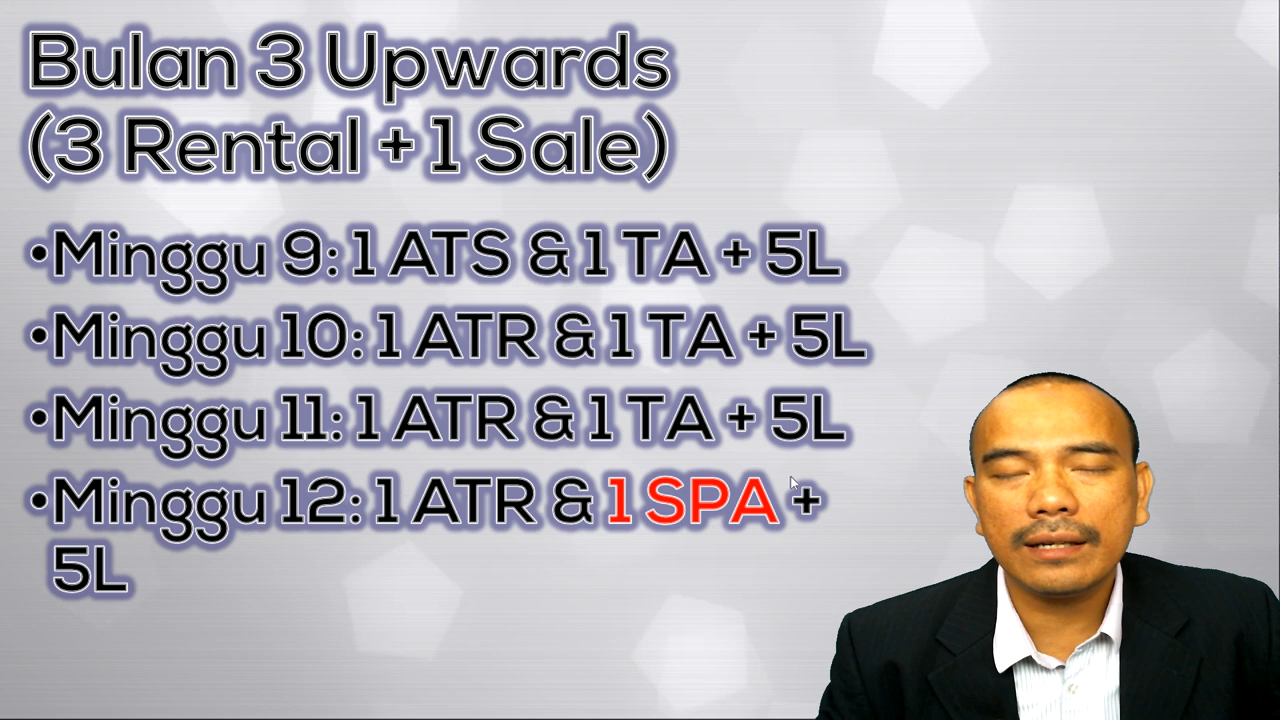 Bulan 3 Upwards
(3 Rental + 1 Sale)
•Minggu 9: 1 ATS & 1 TA + 5L
•Minggu 10: 1 ATR & 1 TA + 5L
•Minggu 11: 1 ATR & 1 TA + 5L
•Minggu 12: 1 ATR & 1 SPA +
5L